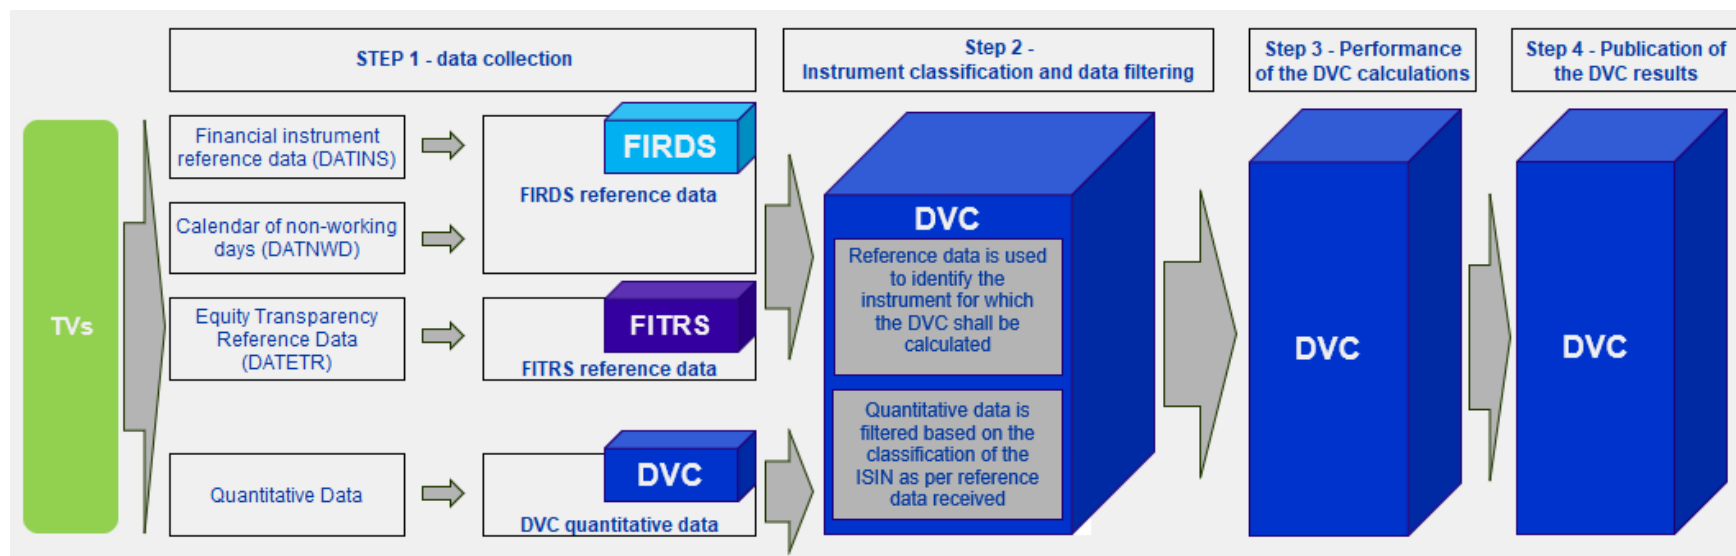 STEP 1 - data collection
Step 2 -
Instrument classification and data filtering
Step 3 - Performance
of the DVC calculations
Step 4 - Publication of
the DVC results
TVs
Financial instrument
reference data (DATINS)
FIRDS
FIRDS reference data
Calendar of non-working
days (DATNWD)
Equity Transparency
Reference Data
(DATETR)
FITRS
FITRS reference data
Quantitative Data
DVC
DVC quantitative data
DVC
Reference data is used
to identify the
instrument for which
the DVC shall be
calculated
Quantitative data is
filtered based on the
classification of the
ISIN as per reference
data received
DVC
DVC